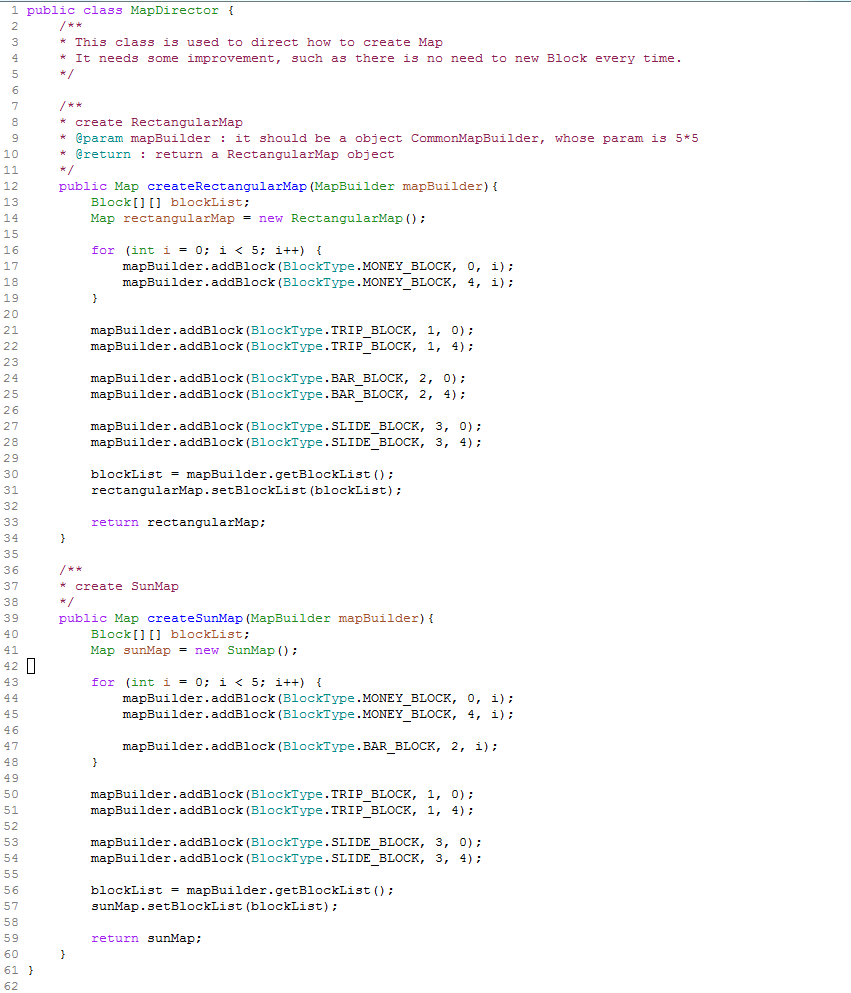 1 public class MapDirector {
2     /**
3     * This class is used to direct how to create Map
4     * It needs some improvement, such as there is no need to new Block every time.
5     */
6
7     /**
8     * create RectangularMap
9     * @param mapBuilder : it should be a object CommonMapBuilder, whose param is 5*5
10     * @return : return a RectangularMap object
11     */
12     public Map createRectangularMap(MapBuilder mapBuilder){
13         Block[][] blockList;
14         Map rectangularMap = new RectangularMap();
15
16         for (int i = 0; i < 5; i++) {
17             mapBuilder.addBlock(BlockType.MONEY_BLOCK, 0, i);
18             mapBuilder.addBlock(BlockType.MONEY_BLOCK, 4, i);
19         }
20
21         mapBuilder.addBlock(BlockType.TRIP_BLOCK, 1, 0);
22         mapBuilder.addBlock(BlockType.TRIP_BLOCK, 1, 4);
23
24         mapBuilder.addBlock(BlockType.BAR_BLOCK, 2, 0);
25         mapBuilder.addBlock(BlockType.BAR_BLOCK, 2, 4);
26
27         mapBuilder.addBlock(BlockType.SLIDE_BLOCK, 3, 0);
28         mapBuilder.addBlock(BlockType.SLIDE_BLOCK, 3, 4);
29
30         blockList = mapBuilder.getBlockList();
31         rectangularMap.setBlockList(blockList);
32
33         return rectangularMap;
34     }
35
36     /**
37     * create SunMap
38     */
39     public Map createSunMap(MapBuilder mapBuilder){
40         Block[][] blockList;
41         Map sunMap = new SunMap();
42
43         for (int i = 0; i < 5; i++) {
44             mapBuilder.addBlock(BlockType.MONEY_BLOCK, 0, i);
45             mapBuilder.addBlock(BlockType.MONEY_BLOCK, 4, i);
46
47             mapBuilder.addBlock(BlockType.BAR_BLOCK, 2, i);
48         }
49
50         mapBuilder.addBlock(BlockType.TRIP_BLOCK, 1, 0);
51         mapBuilder.addBlock(BlockType.TRIP_BLOCK, 1, 4);
52
53         mapBuilder.addBlock(BlockType.SLIDE_BLOCK, 3, 0);
54         mapBuilder.addBlock(BlockType.SLIDE_BLOCK, 3, 4);
55
56         blockList = mapBuilder.getBlockList();
57         sunMap.setBlockList(blockList);
58
59         return sunMap;
60     }
61 }
62